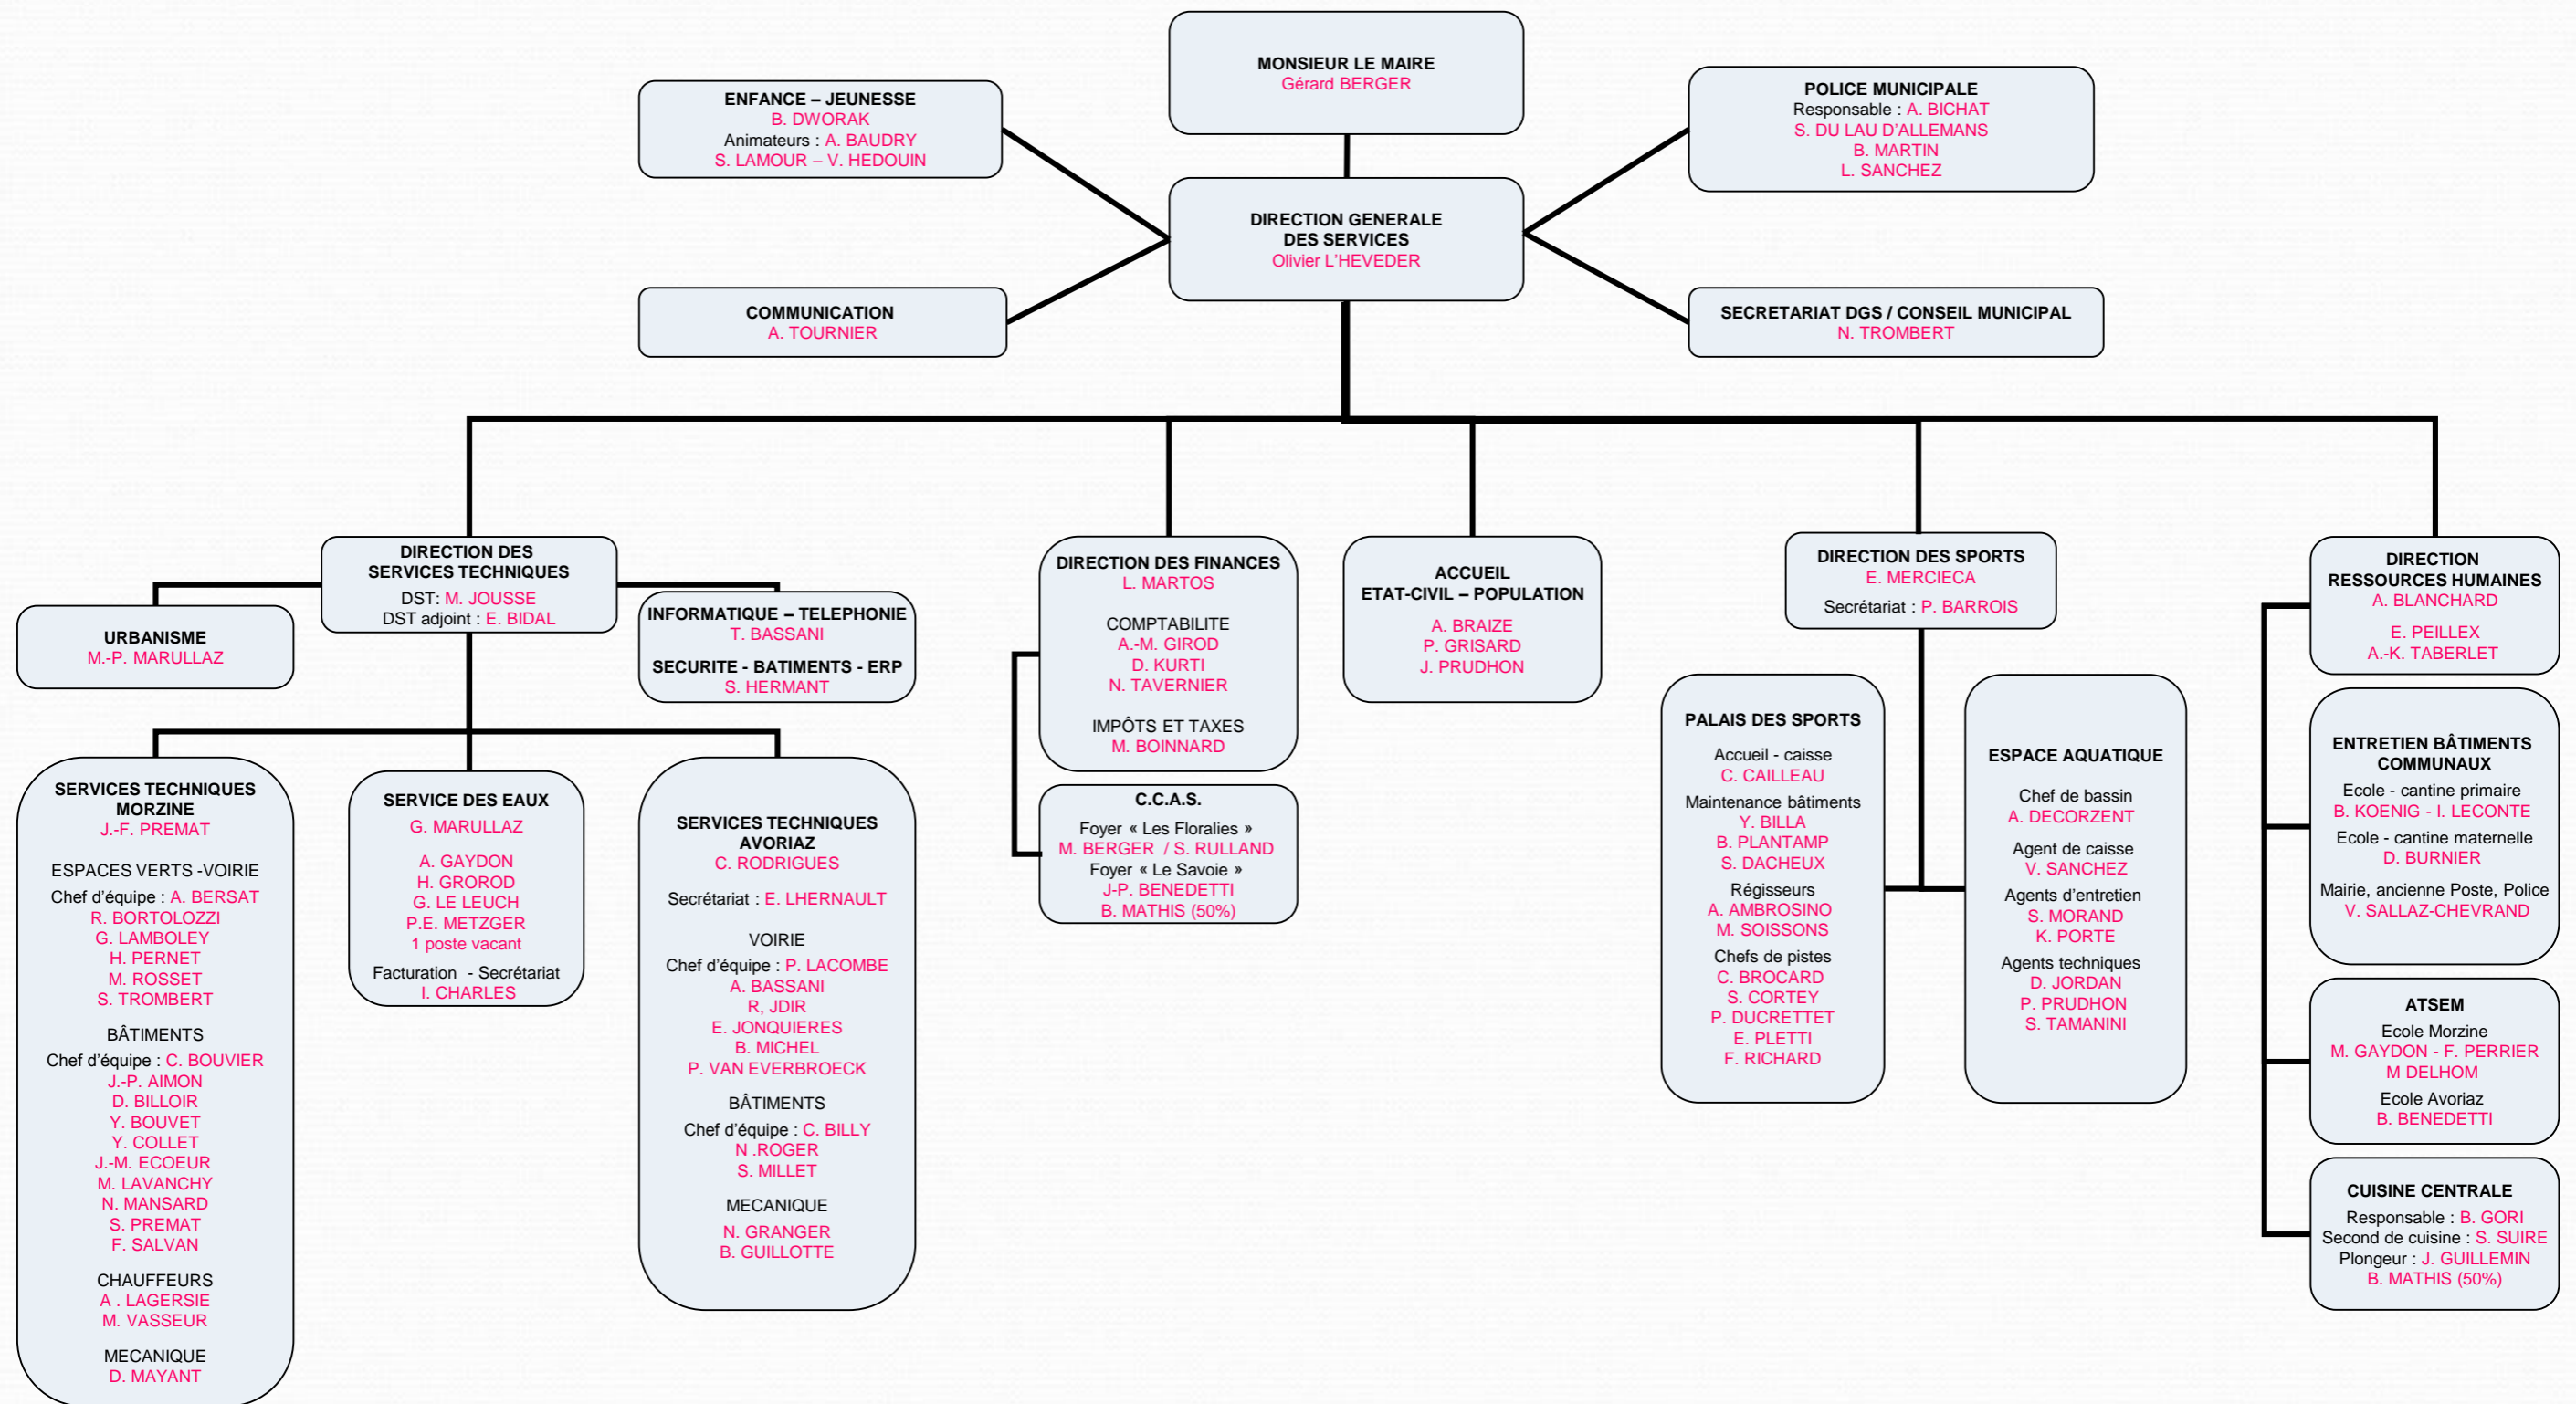 MONSIEUR LE MAIRE
Gérard BERGER
ENFANCE – JEUNESSE
B. DWORAK
Animateurs : A. BAUDRY
S. LAMOUR – V. HEDOUIN
POLICE MUNICIPALE
Responsable : A. BICHAT
S. DU LAU D’ALLEMANS
B. MARTIN
L. SANCHEZ
DIRECTION GENERALE
DES SERVICES
Olivier L’HEVEDER
COMMUNICATION
A. TOURNIER
SECRETARIAT DGS / CONSEIL MUNICIPAL
N. TROMBERT
DIRECTION DES
SERVICES TECHNIQUES
DST: M. JOUSSE
DST adjoint : E. BIDAL
URBANISME
M.-P. MARULLAZ
INFORMATIQUE – TELEPHONIE
T. BASSANI
SECURITE - BATIMENTS - ERP
S. HERMANT
SERVICES TECHNIQUES
MORZINE
J.-F. PREMAT
ESPACES VERTS -VOIRIE
Chef d’équipe : A. BERSAT
R. BORTOLOZZI
G. LAMBOLEY
H. PERNET
M. ROSSET
S. TROMBERT
BÂTIMENTS
Chef d’équipe : C. BOUVIER
J.-P. AIMON
D. BILLOIR
Y. BOUVET
Y. COLLET
J.-M. ECOEUR
M. LAVANCHY
N. MANSARD
S. PREMAT
F. SALVAN
CHAUFFEURS
A . LAGERSIE
M. VASSEUR
MECANIQUE
D. MAYANT
SERVICE DES EAUX
G. MARULLAZ
A. GAYDON
H. GROROD
G. LE LEUCH
P.E. METZGER
1 poste vacant
Facturation - Secrétariat
I. CHARLES
SERVICES TECHNIQUES
AVORIAZ
C. RODRIGUES
Secrétariat : E. LHERNAULT
VOIRIE
Chef d’équipe : P. LACOMBE
A. BASSANI
R, JDIR
E. JONQUIERES
B. MICHEL
P. VAN EVERBROECK
BÂTIMENTS
Chef d’équipe : C. BILLY
N .ROGER
S. MILLET
MECANIQUE
N. GRANGER
B. GUILLOTTE
DIRECTION DES FINANCES
L. MARTOS
COMPTABILITE
A.-M. GIROD
D. KURTI
N. TAVERNIER
IMPÔTS ET TAXES
M. BOINNARD
C.C.A.S.
Foyer « Les Floralies »
M. BERGER / S. RULLAND
Foyer « Le Savoie »
J-P. BENEDETTI
B. MATHIS (50%)
ACCUEIL
ETAT-CIVIL – POPULATION
A. BRAIZE
P. GRISARD
J. PRUDHON
DIRECTION DES SPORTS
E. MERCIECA
Secrétariat : P. BARROIS
PALAIS DES SPORTS
Accueil - caisse
C. CAILLEAU
Maintenance bâtiments
Y. BILLA
B. PLANTAMP
S. DACHEUX
Régisseurs
A. AMBROSINO
M. SOISSONS
Chefs de pistes
C. BROCARD
S. CORTEY
P. DUCRETTET
E. PLETTI
F. RICHARD
ESPACE AQUATIQUE
Chef de bassin
A. DECORZENT
Agent de caisse
V. SANCHEZ
Agents d’entretien
S. MORAND
K. PORTE
Agents techniques
D. JORDAN
P. PRUDHON
S. TAMANINI
DIRECTION
RESSOURCES HUMAINES
A. BLANCHARD
E. PEILLEX
A.-K. TABERLET
ENTRETIEN BÂTIMENTS
COMMUNAUX
Ecole - cantine primaire
B. KOENIG - I. LECONTE
Ecole - cantine maternelle
D. BURNIER
Mairie, ancienne Poste, Police
V. SALLAZ-CHEVRAND
ATSEM
Ecole Morzine
M. GAYDON - F. PERRIER
M DELHOM
Ecole Avoriaz
B. BENEDETTI
CUISINE CENTRALE
Responsable : B. GORI
Second de cuisine : S. SUIRE
Plongeur : J. GUILLEMIN
B. MATHIS (50%)